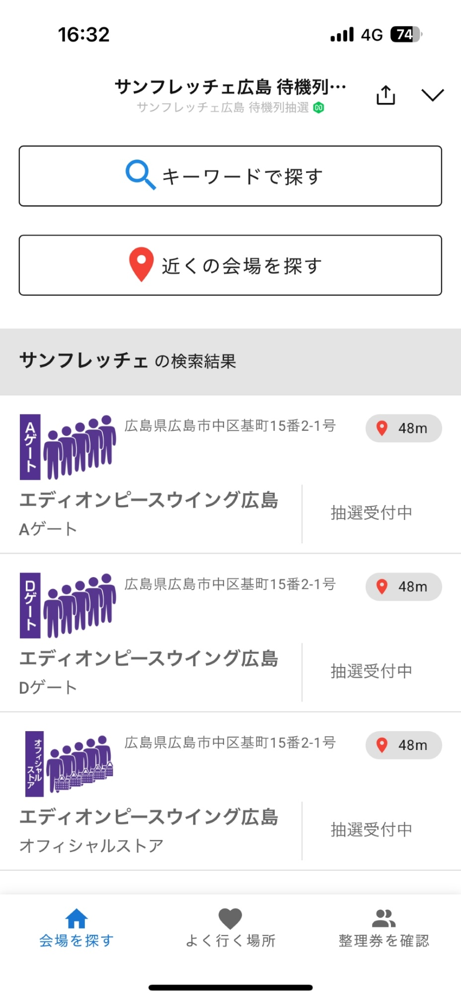 16:32
4G 74
サンフレッチェ広島 待機列…
サンフレッチェ広島 待機列抽選
キーワードで探す
近くの会場を探す
サンフレッチェ の検索結果
Aゲート
広島県広島市中区基町15番2-1号
48m
エディオンピースウイング広島
Aゲート
抽選受付中
Dゲート
広島県広島市中区基町15番2-1号
48m
エディオンピースウイング広島
Dゲート
抽選受付中
オフィシャル
ストア
広島県広島市中区基町15番2-1号
48m
エディオンピースウイング広島
オフィシャルストア
抽選受付中
会場を探す
よく行く場所
整理券を確認